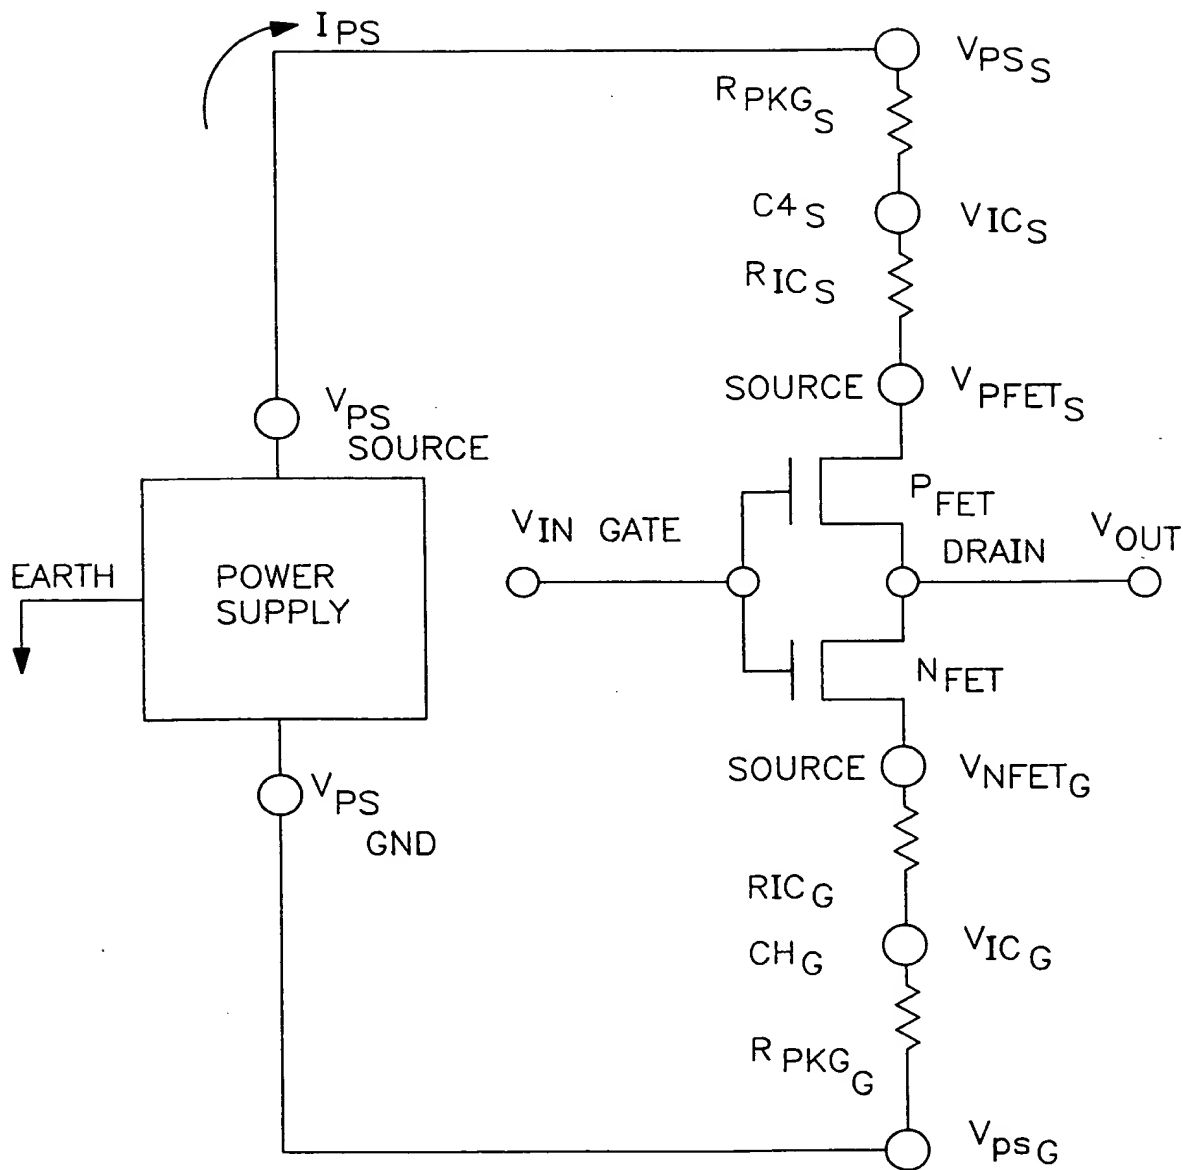 IPS
VPSS
RPKGS
C4S
VICS
RICS
SOURCE
VPFETS
VPS
SOURCE
PFET
VIN GATE
VOUT
DRAIN
EARTH
POWER
SUPPLY
NFET
SOURCE
VNFETG
VPS
GND
RICG
CHG
VICG
RPKGG
VpsG